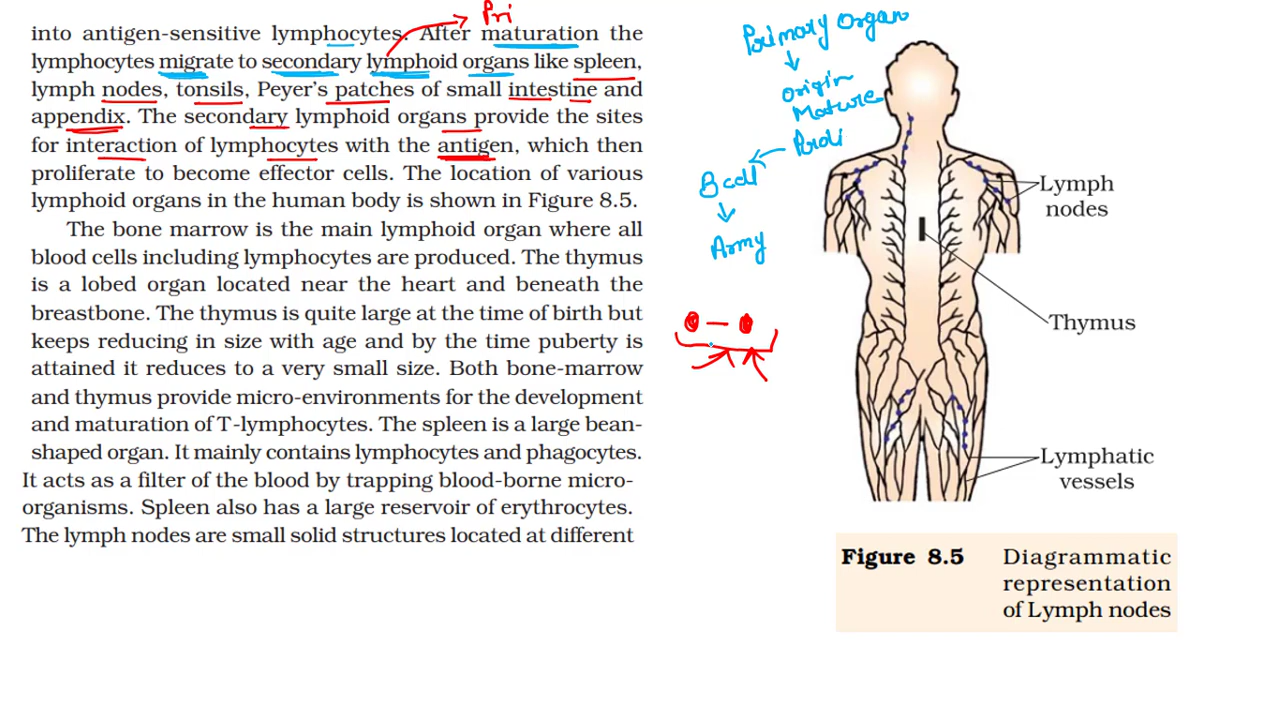 Pri
into antigen-sensitive lymphocytes. After maturation the
lymphocytes migrate to secondary lymphoid organs like spleen,
lymph nodes, tonsils, Peyer's patches of small intestine and
appendix. The secondary lymphoid organs provide the sites
for interaction of lymphocytes with the antigen, which then
proliferate to become effector cells. The location of various
lymphoid organs in the human body is shown in Figure 8.5.
The bone marrow is the main lymphoid organ where all
blood cells including lymphocytes are produced. The thymus
is a lobed organ located near the heart and beneath the
breastbone. The thymus is quite large at the time of birth but
keeps reducing in size with age and by the time puberty is
attained it reduces to a very small size. Both bone-marrow
and thymus provide micro-environments for the development
and maturation of T-lymphocytes. The spleen is a large bean-
shaped organ. It mainly contains lymphocytes and phagocytes.
It acts as a filter of the blood by trapping blood-borne micro-
organisms. Spleen also has a large reservoir of erythrocytes.
The lymph nodes are small solid structures located at different
Primary Organ
Origin
Mature
Prodi
B cell
Army
Lymph
nodes
Thymus
Lymphatic
vessels
Figure 8.5 Diagrammatic
representation
of Lymph nodes